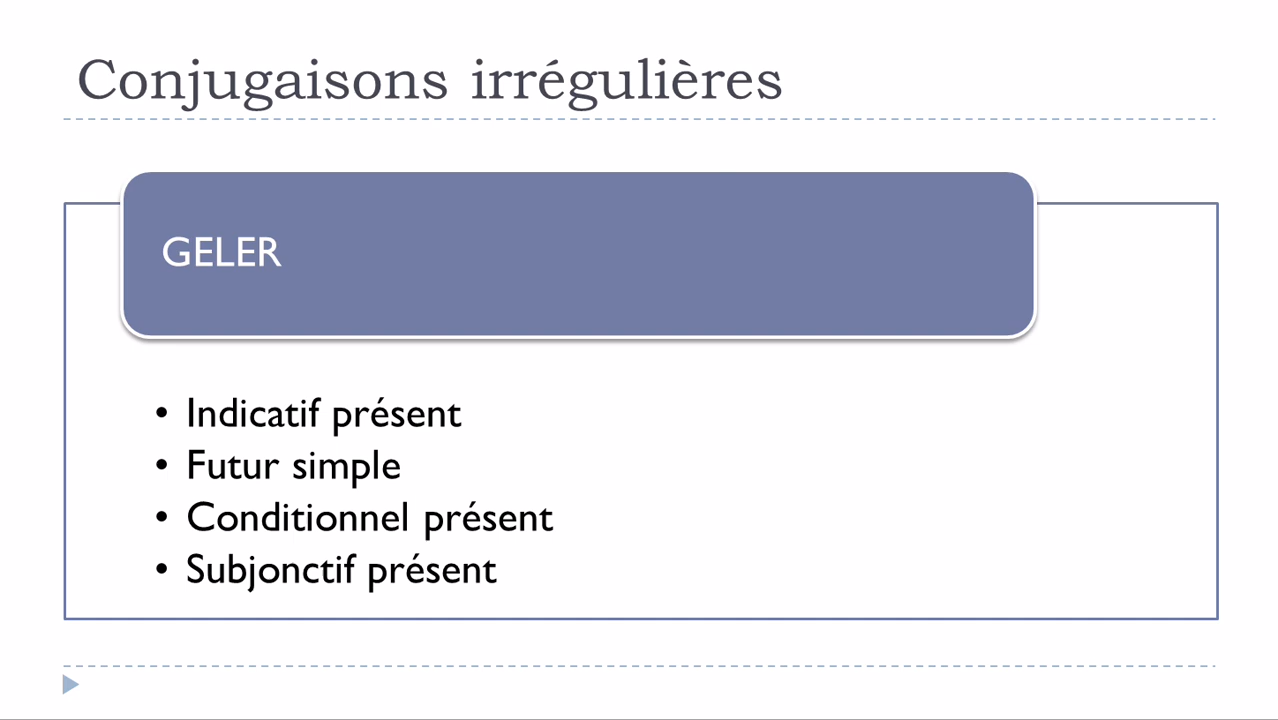 Conjugaisons irrégulières
GELER
• Indicatif présent
• Futur simple
• Conditionnel présent
• Subjonctif présent